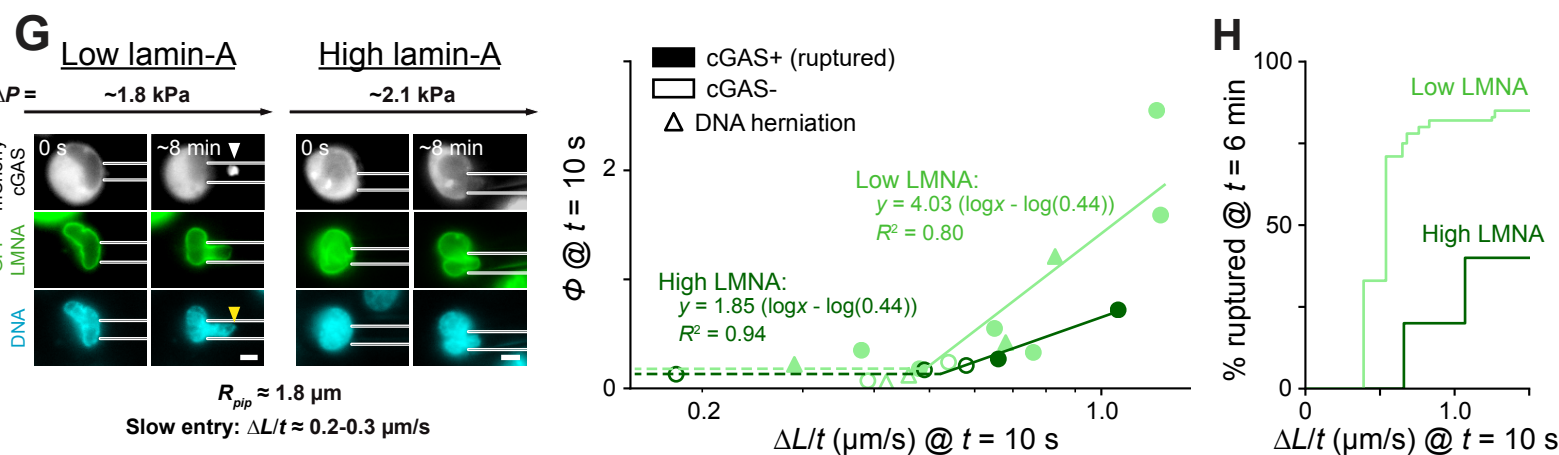 G
Low lamin-A
High lamin-A
ΔP =
~1.8 kPa
~2.1 kPa
cGAS
0 s
~8 min
0 s
~8 min
LMNA
DNA
R_pip ≈ 1.8 μm
Slow entry: ΔL/t ≈ 0.2-0.3 μm/s
cGAS+ (ruptured)
cGAS-
DNA herniation
Φ @ t = 10 s
2
0
Low LMNA:
y = 4.03 (logx - log(0.44))
R² = 0.80
High LMNA:
y = 1.85 (logx - log(0.44))
R² = 0.94
0.2
1.0
ΔL/t (μm/s) @ t = 10 s
H
% ruptured @ t = 6 min
100
50
0
Low LMNA
High LMNA
0
1.0
ΔL/t (μm/s) @ t = 10 s